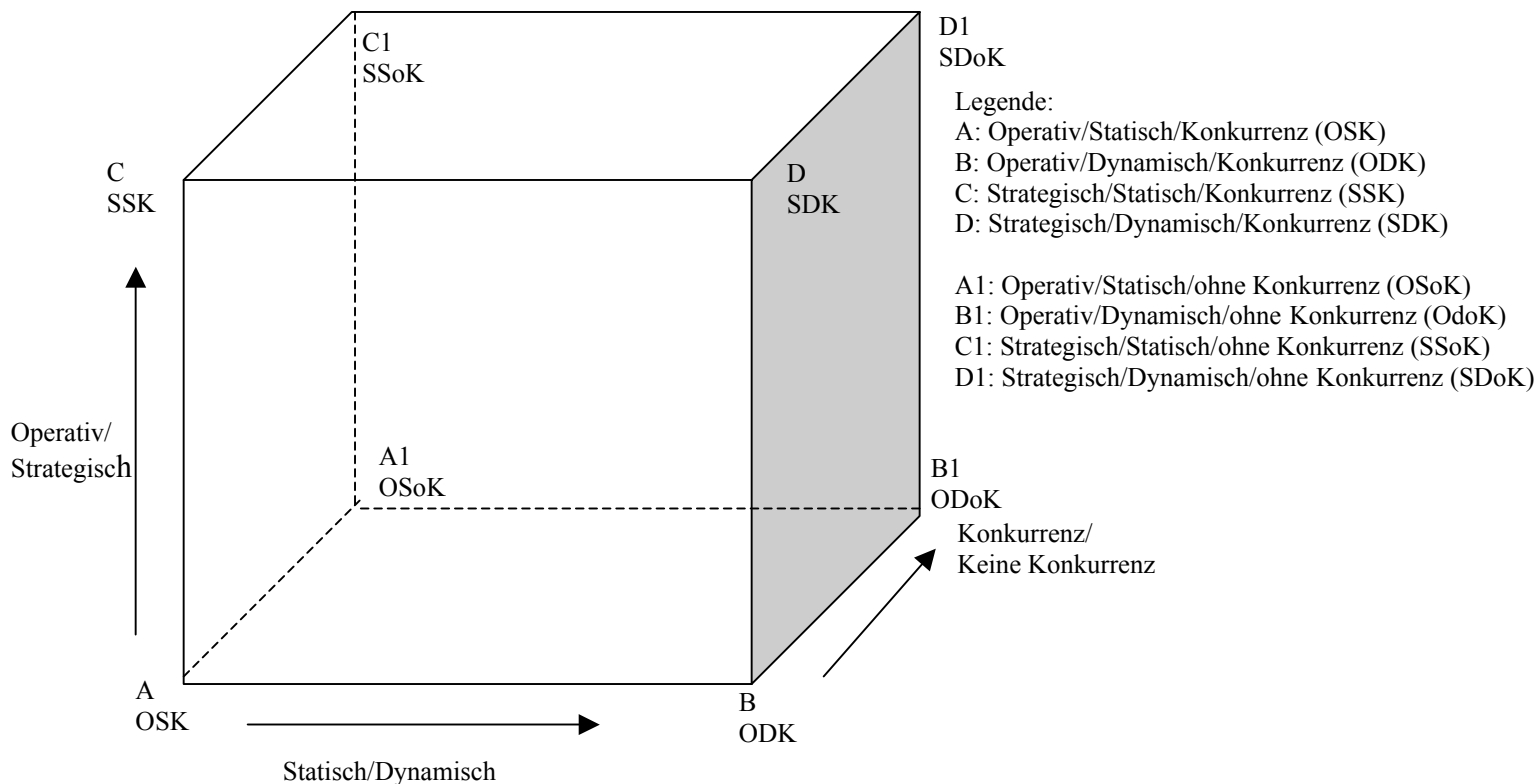 C1
SSoK
D1
SDoK
Legende:
A: Operativ/Statisch/Konkurrenz (OSK)
B: Operativ/Dynamisch/Konkurrenz (ODK)
C: Strategisch/Statisch/Konkurrenz (SSK)
D: Strategisch/Dynamisch/Konkurrenz (SDK)
A1: Operativ/Statisch/ohne Konkurrenz (OSoK)
B1: Operativ/Dynamisch/ohne Konkurrenz (OdoK)
C1: Strategisch/Statisch/ohne Konkurrenz (SSoK)
D1: Strategisch/Dynamisch/ohne Konkurrenz (SDoK)
C
SSK
D
SDK
Operativ/
Strategisch
A1
OSoK
B1
ODoK
Konkurrenz/
Keine Konkurrenz
A
OSK
B
ODK
Statisch/Dynamisch